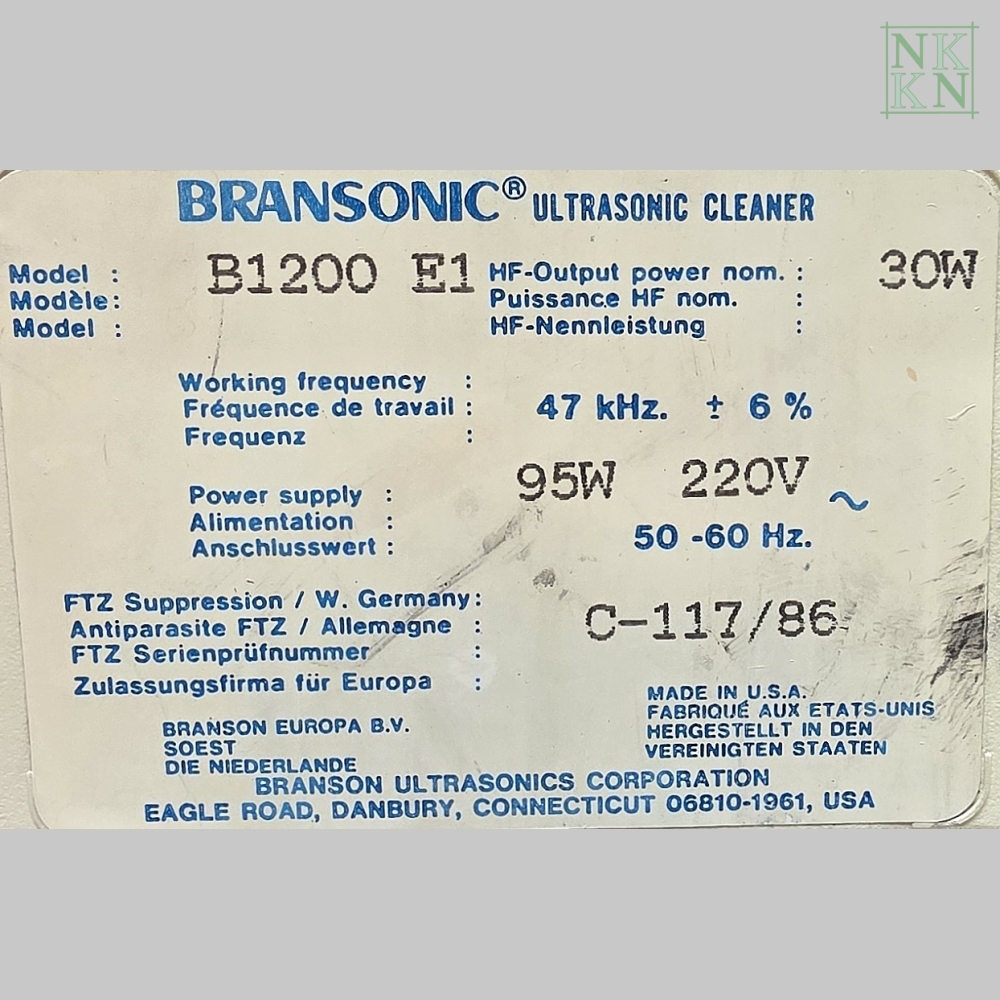 NK
KN
BRANSONIC® ULTRASONIC CLEANER
Model : B1200 E1 HF-Output power nom. : 30W
Modèle: Puissance HF nom. :
Model : HF-Nennleistung :
Working frequency :
Fréquence de travail : 47 kHz. ± 6 %
Frequenz :
Power supply : 95W 220V ~
Alimentation :
Anschlusswert : 50 -60 Hz.
FTZ Suppression / W. Germany:
Antiparasite FTZ / Allemagne : C-117/86
FTZ Serienprüfnummer :
Zulassungsfirma für Europa :
BRANSON EUROPA B.V.
SOEST
DIE NIEDERLANDE
MADE IN U.S.A.
FABRIQUÉ AUX ETATS-UNIS
HERGESTELLT IN DEN
VEREINIGTEN STAATEN
BRANSON ULTRASONICS CORPORATION
EAGLE ROAD, DANBURY, CONNECTICUT 06810-1961, USA